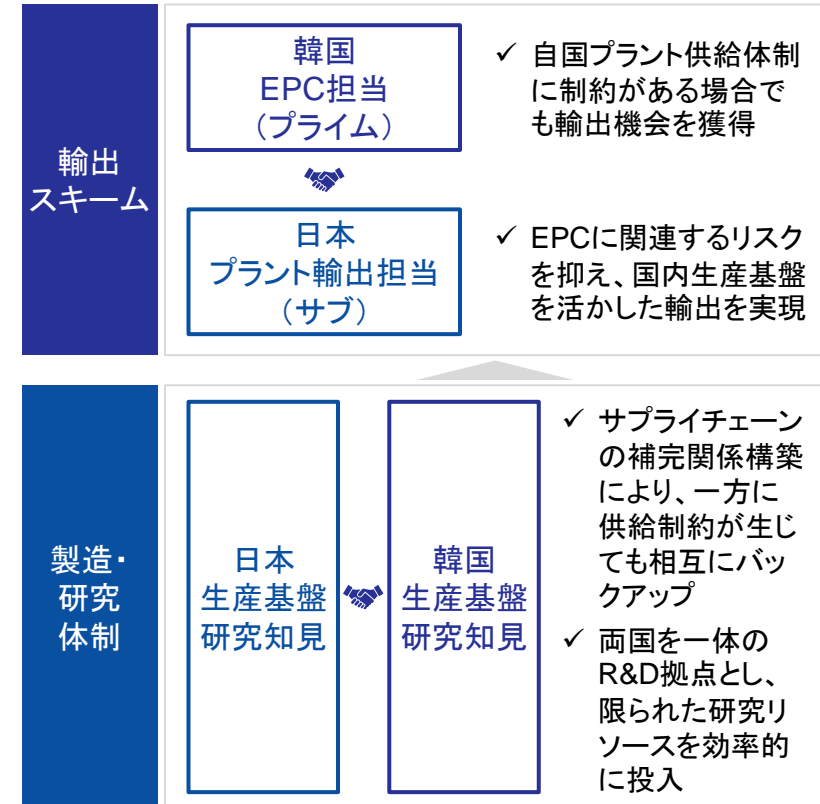 輸出
スキーム
韓国
EPC担当
（プライム）
✓ 自国プラント供給体制
に制約がある場合で
も輸出機会を獲得
日本
プラント輸出担当
（サブ）
✓ EPCに関連するリスク
を抑え、国内生産基盤
を活かした輸出を実現
製造・
研究
体制
日本
生産基盤
研究知見
韓国
生産基盤
研究知見
✓ サプライチェーン
の補完関係構築
により、一方に
供給制約が生じ
ても相互にバッ
クアップ
✓ 両国を一体の
R&D拠点とし、
限られた研究リ
ソースを効率的
に投入